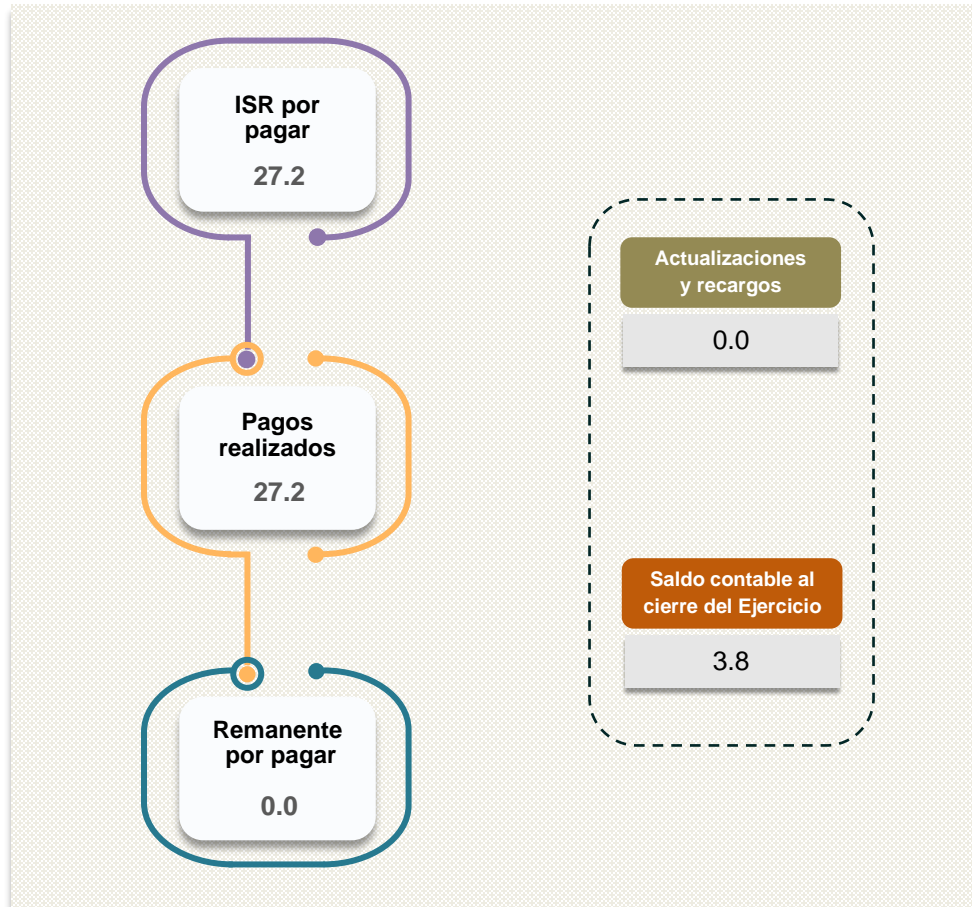 ISR por
pagar
27.2
Pagos
realizados
27.2
Remanente
por pagar
0.0
Actualizaciones
y recargos
0.0
Saldo contable al
cierre del Ejercicio
3.8